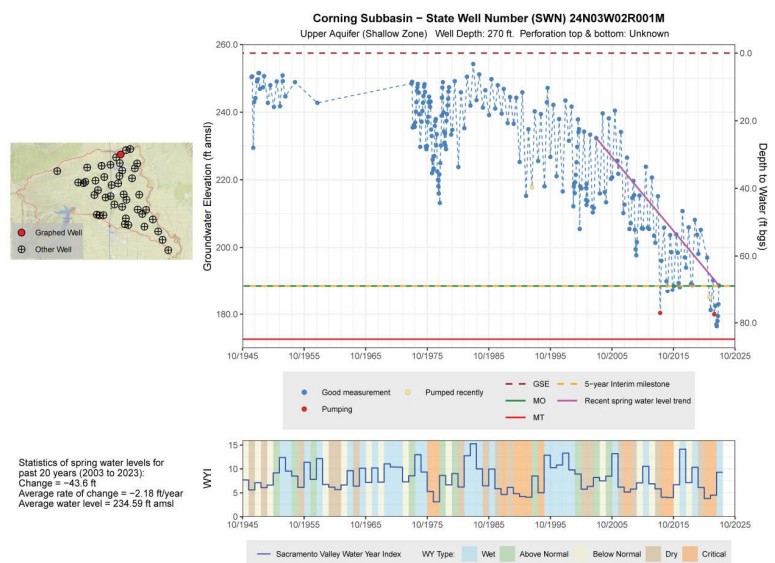 Corning Subbasin − State Well Number (SWN) 24N03W02R001M
Upper Aquifer (Shallow Zone) Well Depth: 270 ft. Perforation top & bottom: Unknown
260.0
240.0
220.0
200.0
180.0
Groundwater Elevation (ft amsl)
0.0
20.0
40.0
60.0
80.0
Depth to Water (ft bgs)
10/1945 10/1955 10/1965 10/1975 10/1985 10/1995 10/2005 10/2015 10/2025
Graphed Well
Other Well
Good measurement
Pumping
Pumped recently
GSE
MO
MT
5−year Interim milestone
Recent spring water level trend
Statistics of spring water levels for
past 20 years (2003 to 2023):
Change = −43.6 ft
Average rate of change = −2.18 ft/year
Average water level = 234.59 ft amsl
WYI
15
10
5
0
10/1945 10/1955 10/1965 10/1975 10/1985 10/1995 10/2005 10/2015 10/2025
Sacramento Valley Water Year Index WY Type: Wet Above Normal Below Normal Dry Critical